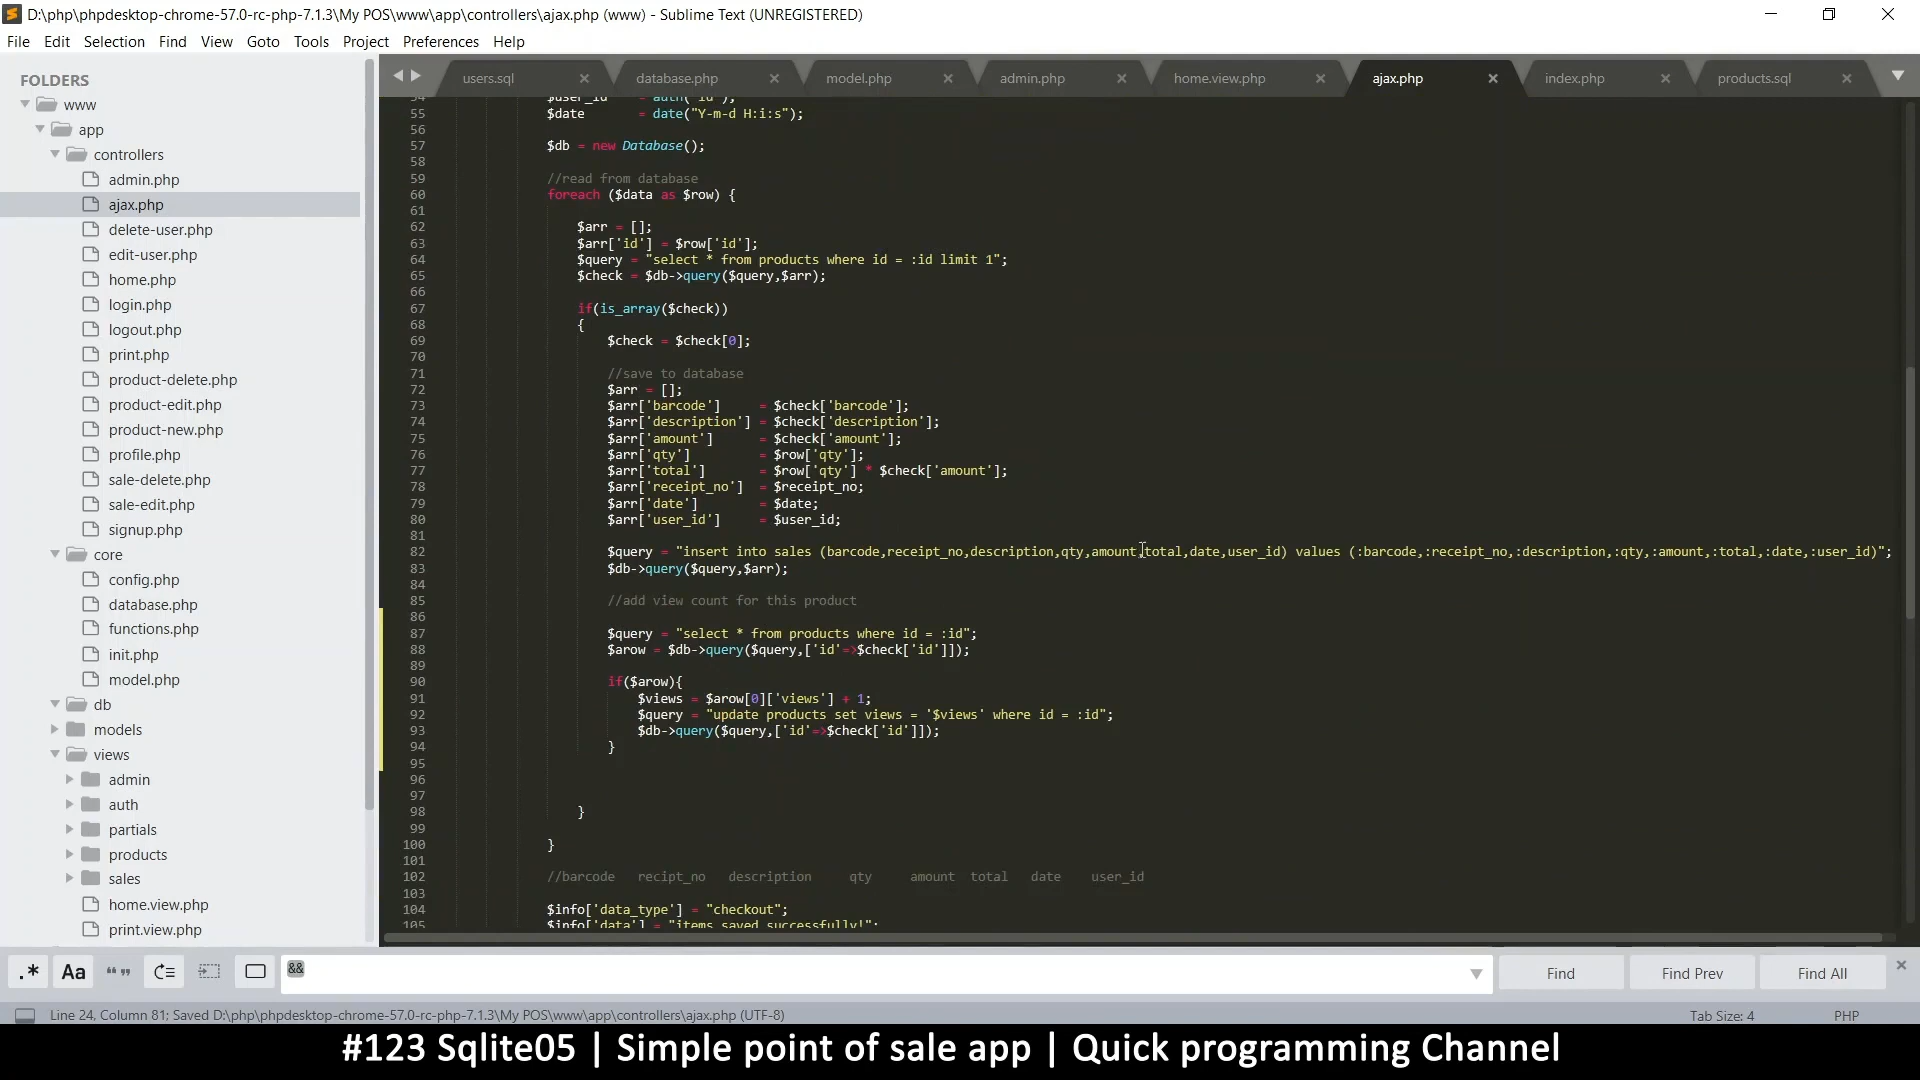 D:\php\phpdesktop-chrome-57.0-rc-php-7.1.3\My POS\www\app\controllers\ajax.php (www) - Sublime Text (UNREGISTERED)
File Edit Selection Find View Goto Tools Project Preferences Help
FOLDERS
www
app
controllers
admin.php
ajax.php
delete-user.php
edit-user.php
home.php
login.php
logout.php
print.php
product-delete.php
product-edit.php
product-new.php
profile.php
sale-delete.php
sale-edit.php
signup.php
core
config.php
database.php
functions.php
init.php
model.php
db
models
views
admin
auth
partials
products
sales
home.view.php
print.view.php
users.sql database.php model.php admin.php home.view.php ajax.php index.php products.sql
54 $user_id = auth("id");
55 $date = date("Y-m-d H:i:s");
56
57 $db = new Database();
58
59 //read from database
60 foreach ($data as $row) {
61
62 $arr = [];
63 $arr['id'] = $row['id'];
64 $query = "select * from products where id = :id limit 1";
65 $check = $db->query($query,$arr);
66
67 if(is_array($check))
68 {
69 $check = $check[0];
70
71 //save to database
72 $arr = [];
73 $arr['barcode'] = $check['barcode'];
74 $arr['description'] = $check['description'];
75 $arr['amount'] = $check['amount'];
76 $arr['qty'] = $row['qty'];
77 $arr['total'] = $row['qty'] * $check['amount'];
78 $arr['receipt_no'] = $receipt_no;
79 $arr['date'] = $date;
80 $arr['user_id'] = $user_id;
81
82 $query = "insert into sales (barcode,receipt_no,description,qty,amount,total,date,user_id) values (:barcode,:receipt_no,:description,:qty,:amount,:total,:date,:user_id)";
83 $db->query($query,$arr);
84
85 //add view count for this product
86
87 $query = "select * from products where id = :id";
88 $arow = $db->query($query,['id'=>$check['id']]);
89
90 if($arow){
91 $views = $arow[0]['views'] + 1;
92 $query = "update products set views = '$views' where id = :id";
93 $db->query($query,['id'=>$check['id']]);
94 }
95
96
97
98 }
99
100 }
101
102 //barcode recipt_no description qty amount total date user_id
103
104 $info['data_type'] = "checkout";
105 $info['data'] = "items saved successfully!";
.* Aa “” && Find Find Prev Find All
Line 24, Column 81; Saved D:\php\phpdesktop-chrome-57.0-rc-php-7.1.3\My POS\www\app\controllers\ajax.php (UTF-8) Tab Size: 4 PHP
#123 Sqlite05 | Simple point of sale app | Quick programming Channel